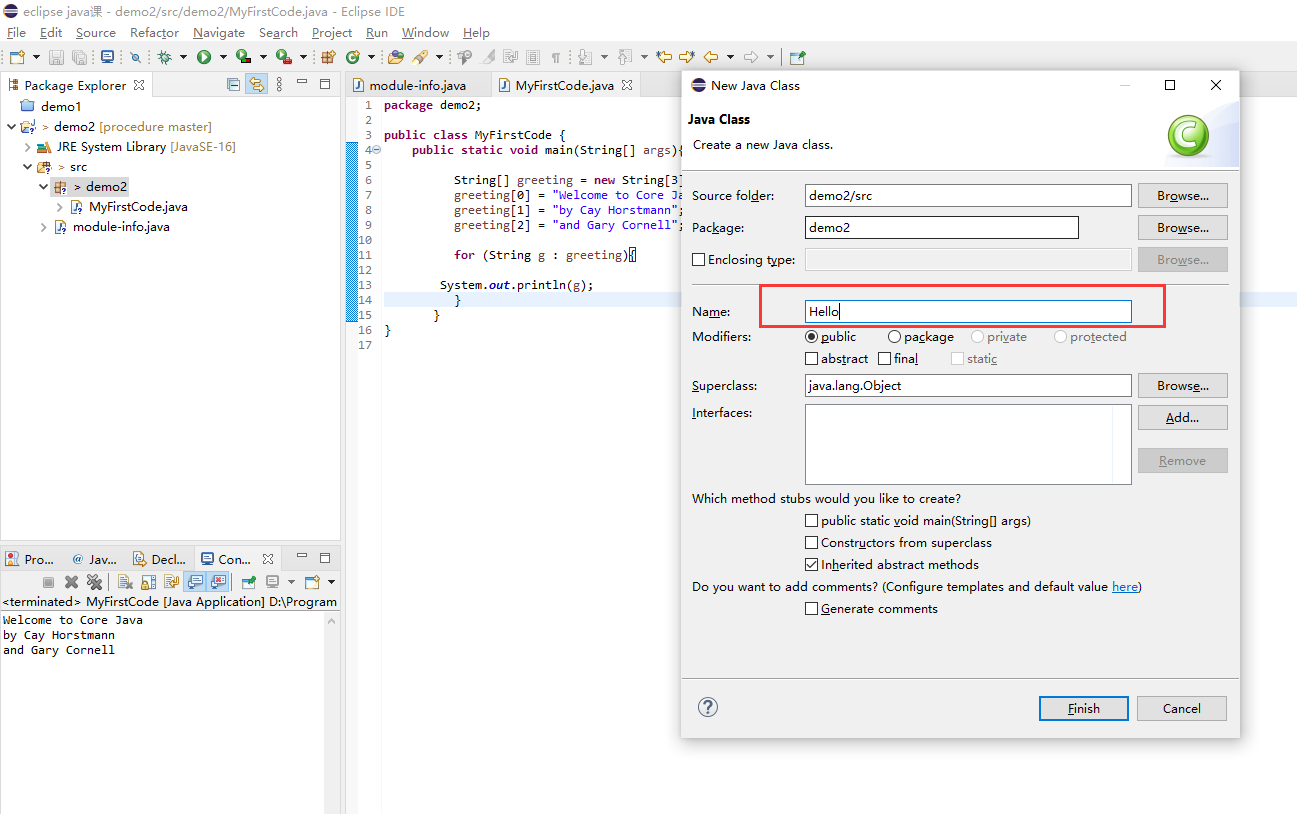 eclipse java课 - demo2/src/demo2/MyFirstCode.java - Eclipse IDE
File Edit Source Refactor Navigate Search Project Run Window Help
Package Explorer
demo1
> demo2 [procedure master]
JRE System Library [JavaSE-16]
> src
> demo2
MyFirstCode.java
module-info.java
module-info.java MyFirstCode.java
1 package demo2;
2
3 public class MyFirstCode {
4 public static void main(String[] args){
5
6 String[] greeting = new String[3]
7 greeting[0] = "Welcome to Core Ja
8 greeting[1] = "by Cay Horstmann";
9 greeting[2] = "and Gary Cornell";
10
11 for (String g : greeting){
12
13 System.out.println(g);
14 }
15 }
16 }
17
Pro... @ Jav... Decl... Con...
<terminated> MyFirstCode [Java Application] D:\Program
Welcome to Core Java
by Cay Horstmann
and Gary Cornell
New Java Class
Java Class
Create a new Java class.
Source folder: demo2/src Browse...
Package: demo2 Browse...
Enclosing type: Browse...
Name: Hello
Modifiers: public package private protected
abstract final static
Superclass: java.lang.Object Browse...
Interfaces: Add...
Remove
Which method stubs would you like to create?
public static void main(String[] args)
Constructors from superclass
Inherited abstract methods
Do you want to add comments? (Configure templates and default value here)
Generate comments
? Finish Cancel